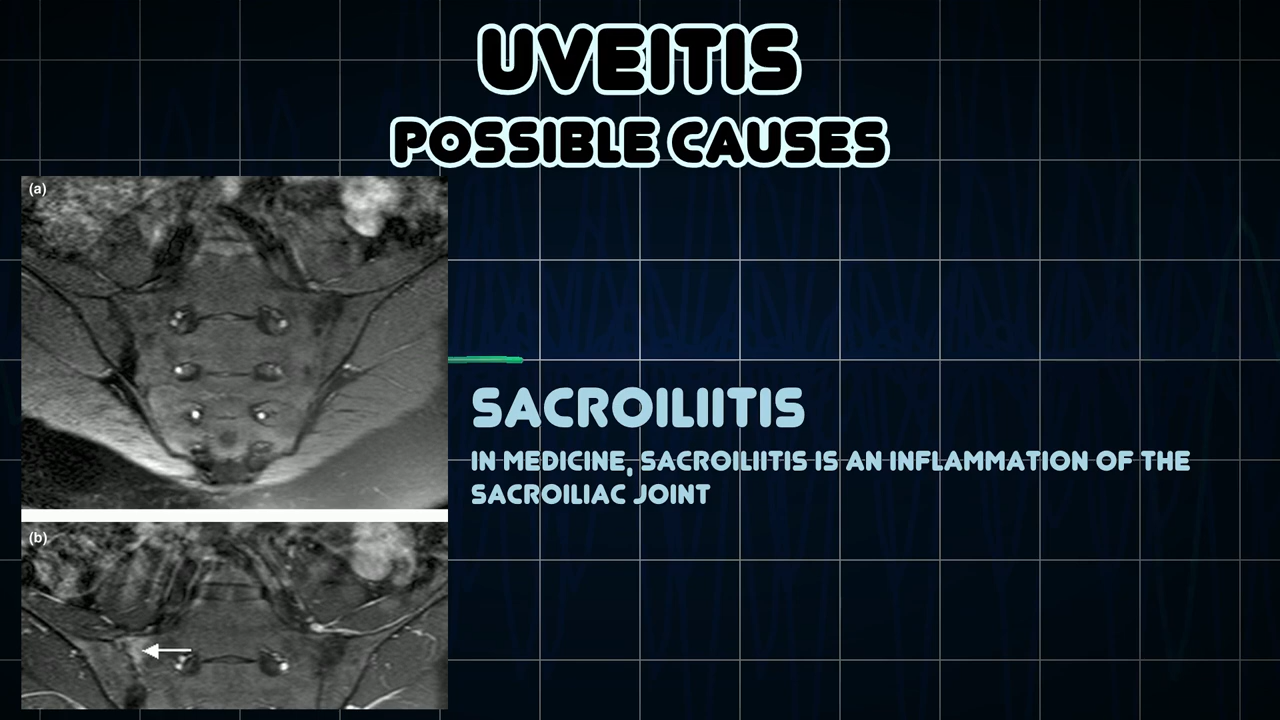 UVEITIS
POSSIBLE CAUSES
(a)
SACROILIITIS
IN MEDICINE, SACROILIITIS IS AN INFLAMMATION OF THE
SACROILIAC JOINT
(b)